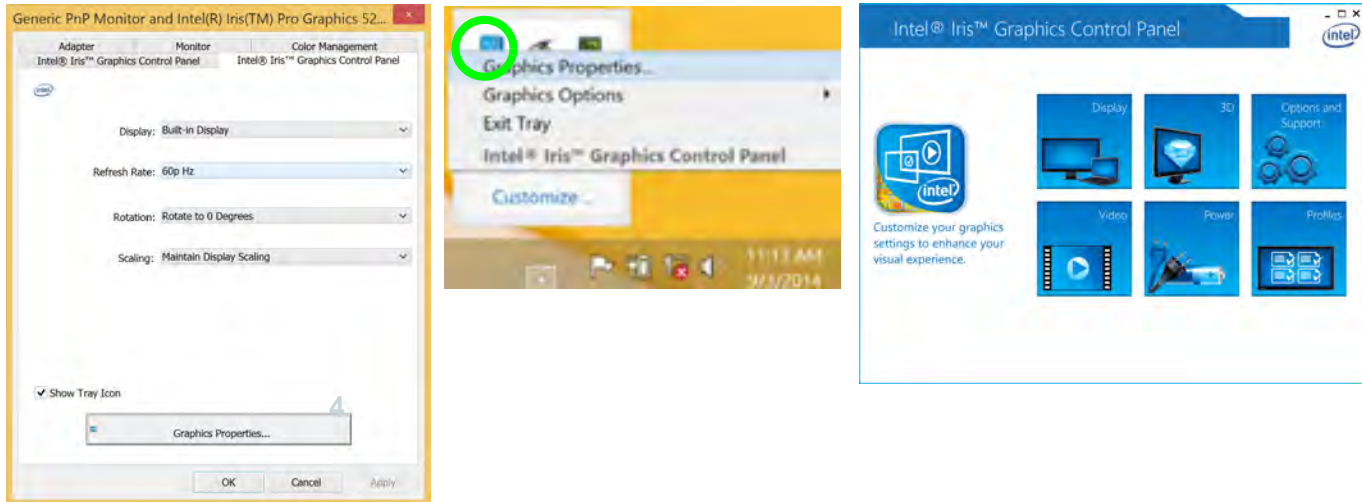 Generic PnP Monitor and Intel(R) Iris(TM) Pro Graphics 52...
Adapter Monitor Color Management
Intel® Iris™ Graphics Control Panel Intel® Iris™ Graphics Control Panel
intel
Display: Built-in Display
Refresh Rate: 60p Hz
Rotation: Rotate to 0 Degrees
Scaling: Maintain Display Scaling
Show Tray Icon
4
Graphics Properties...
OK Cancel Apply
Graphics Properties...
Graphics Options
Exit Tray
Intel® Iris™ Graphics Control Panel
Customize...
11:13 AM
9/3/2014
Intel® Iris™ Graphics Control Panel
intel
Display 3D Options and
Support
intel
Customize your graphics
settings to enhance your
visual experience.
Video Power Profiles